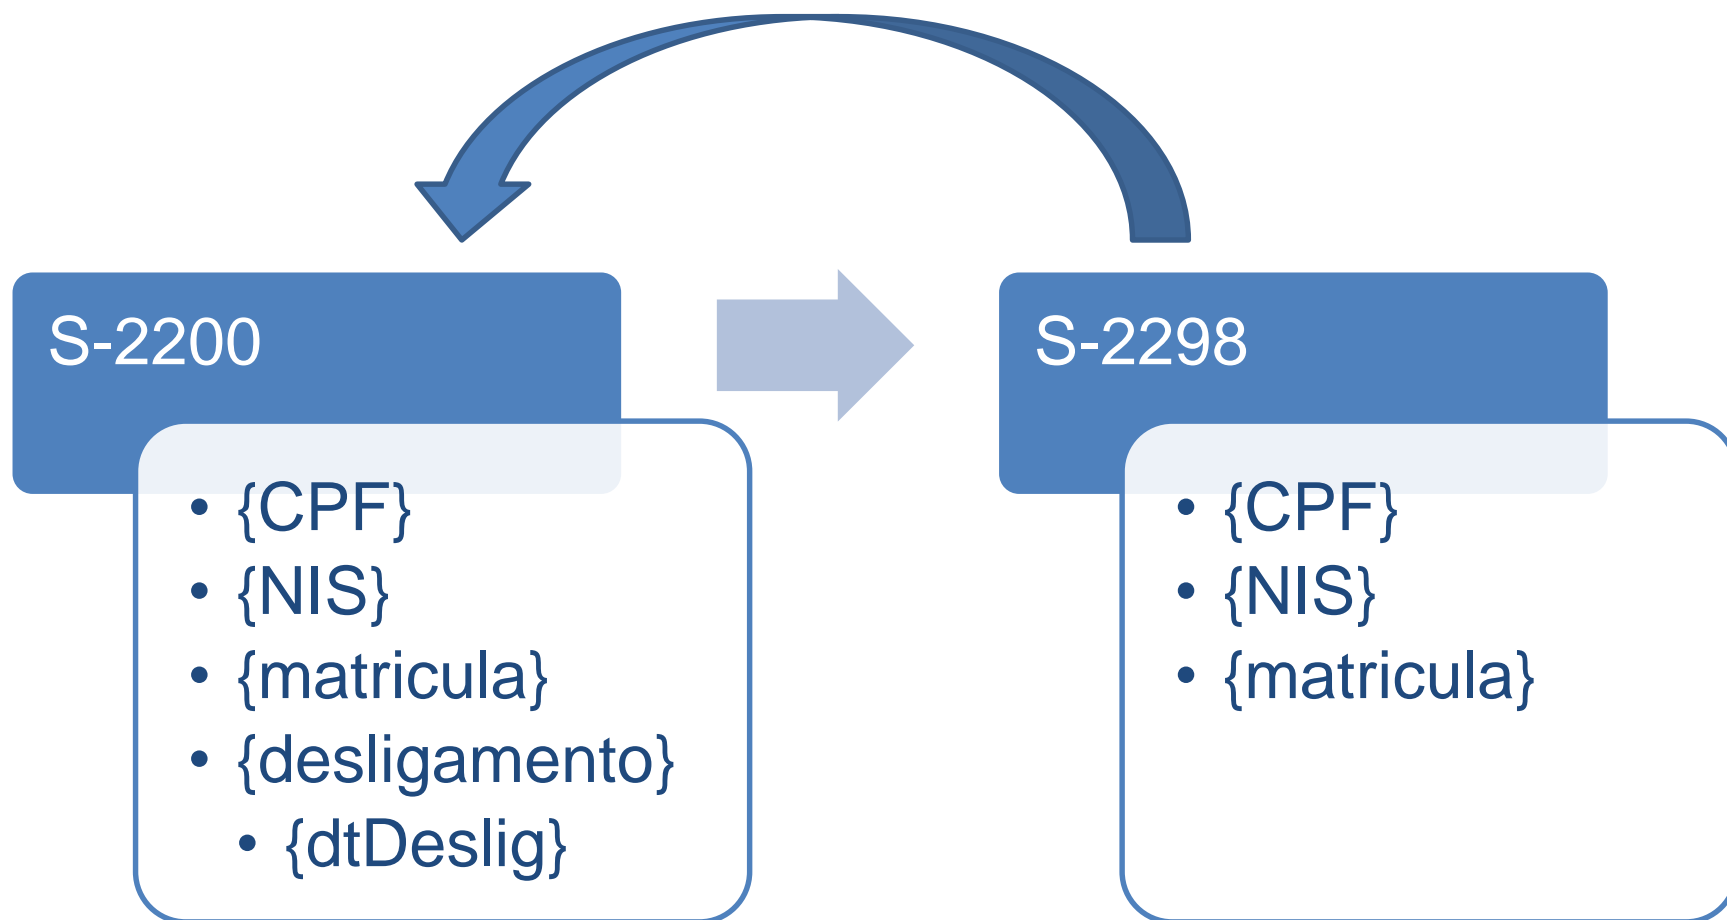 S-2200
• {CPF}
• {NIS}
• {matricula}
• {desligamento}
• {dtDeslig}
S-2298
• {CPF}
• {NIS}
• {matricula}